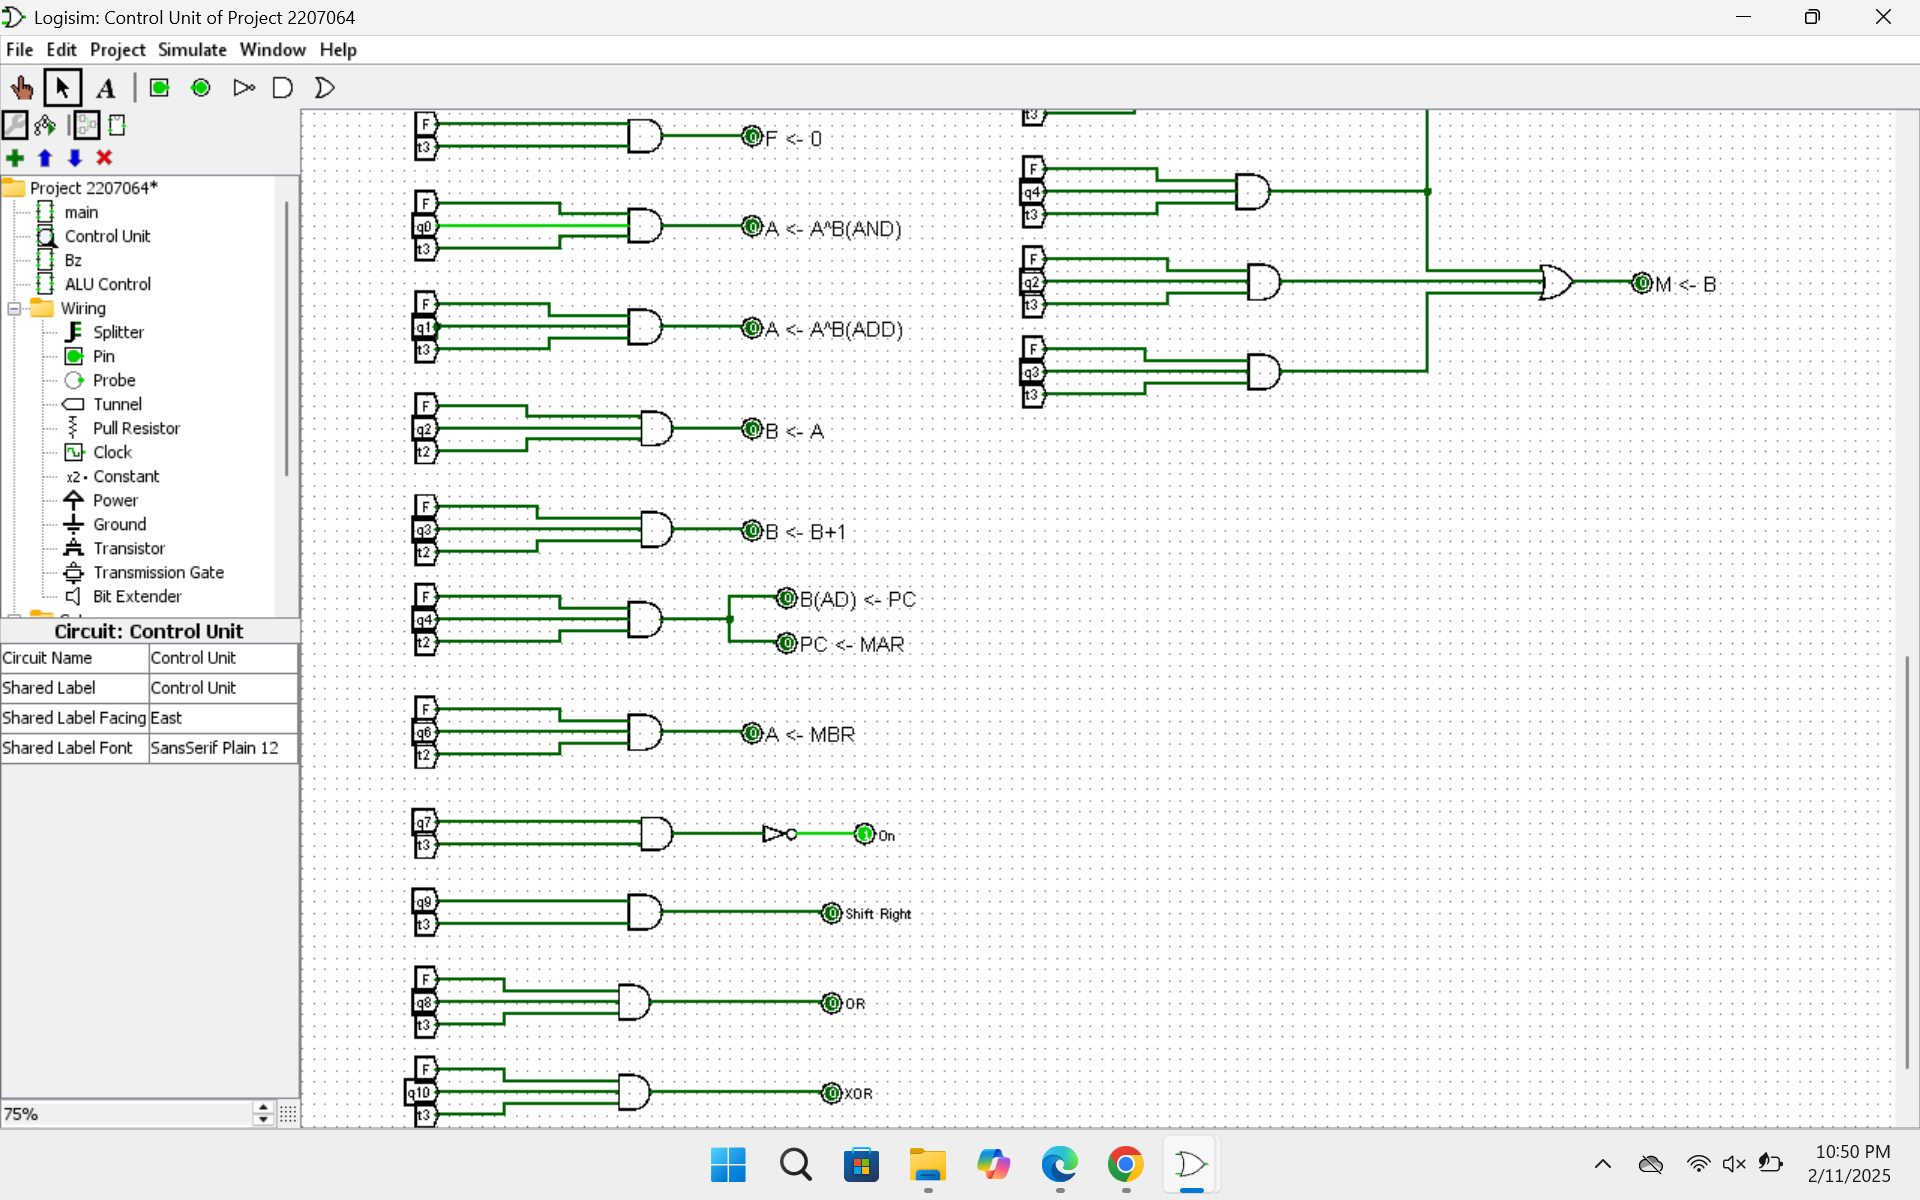 Logisim: Control Unit of Project 2207064
File Edit Project Simulate Window Help
A
Project 2207064*
main
Control Unit
Bz
ALU Control
Wiring
Splitter
Pin
Probe
Tunnel
Pull Resistor
Clock
x2 Constant
Power
Ground
Transistor
Transmission Gate
Bit Extender
Circuit: Control Unit
Circuit Name Control Unit
Shared Label Control Unit
Shared Label Facing East
Shared Label Font SansSerif Plain 12
75%
F
t3
0 F <- 0
F
q0
t3
0 A <- A^B(AND)
F
q1
t3
0 A <- A^B(ADD)
F
q2
t2
0 B <- A
F
q3
t2
0 B <- B+1
F
q4
t2
0 B(AD) <- PC
0 PC <- MAR
F
q6
t2
0 A <- MBR
q7
t3
1 On
q9
t3
0 Shift Right
F
q8
t3
0 OR
F
q10
t3
0 XOR
t3
F
q4
t3
F
q2
t3
0 M <- B
F
q3
t3
10:50 PM
2/11/2025